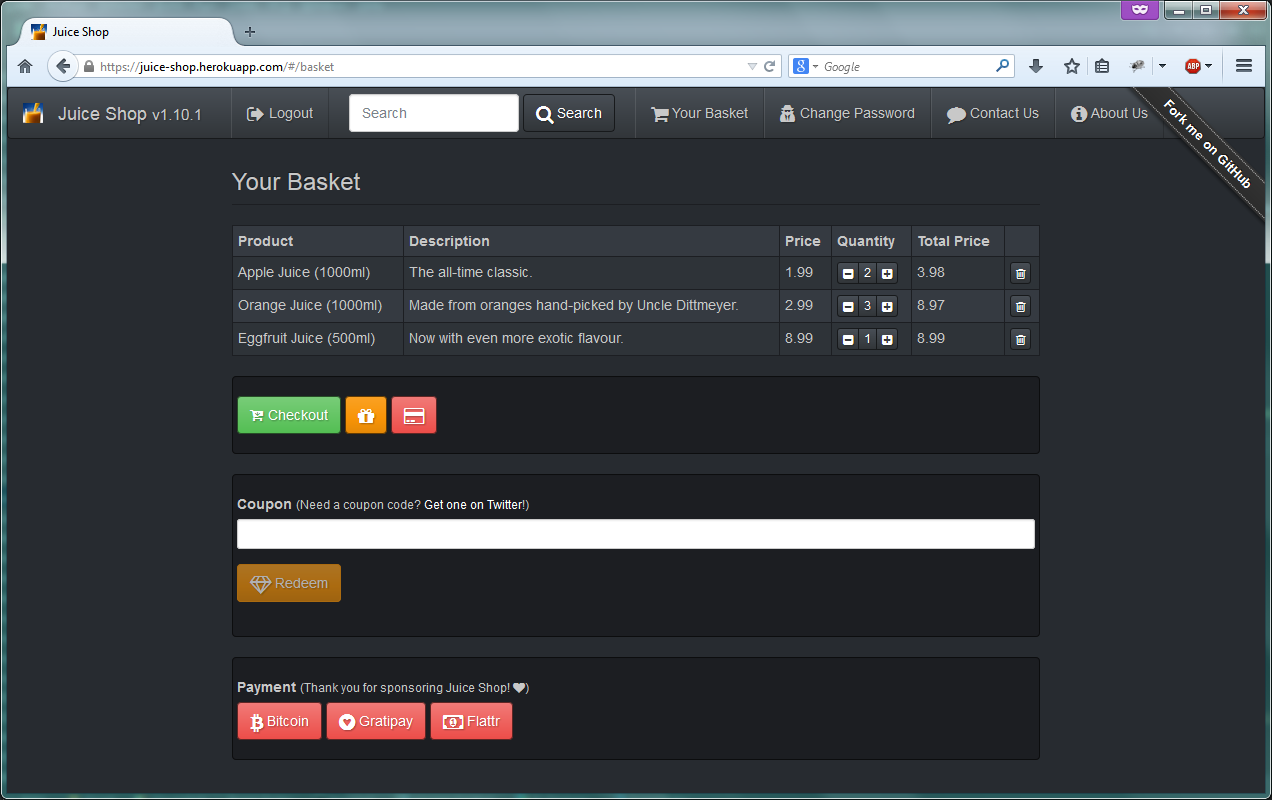 Juice Shop
https://juice-shop.herokuapp.com/#/basket
Google
ABP
Juice Shop v1.10.1
Logout
Search
Search
Your Basket
Change Password
Contact Us
About Us
Fork me on GitHub
Your Basket
Product Description Price Quantity Total Price
Apple Juice (1000ml) The all-time classic. 1.99 2 3.98
Orange Juice (1000ml) Made from oranges hand-picked by Uncle Dittmeyer. 2.99 3 8.97
Eggfruit Juice (500ml) Now with even more exotic flavour. 8.99 1 8.99
Checkout
Coupon (Need a coupon code? Get one on Twitter!)
Redeem
Payment (Thank you for sponsoring Juice Shop! ♥)
Bitcoin Gratipay Flattr